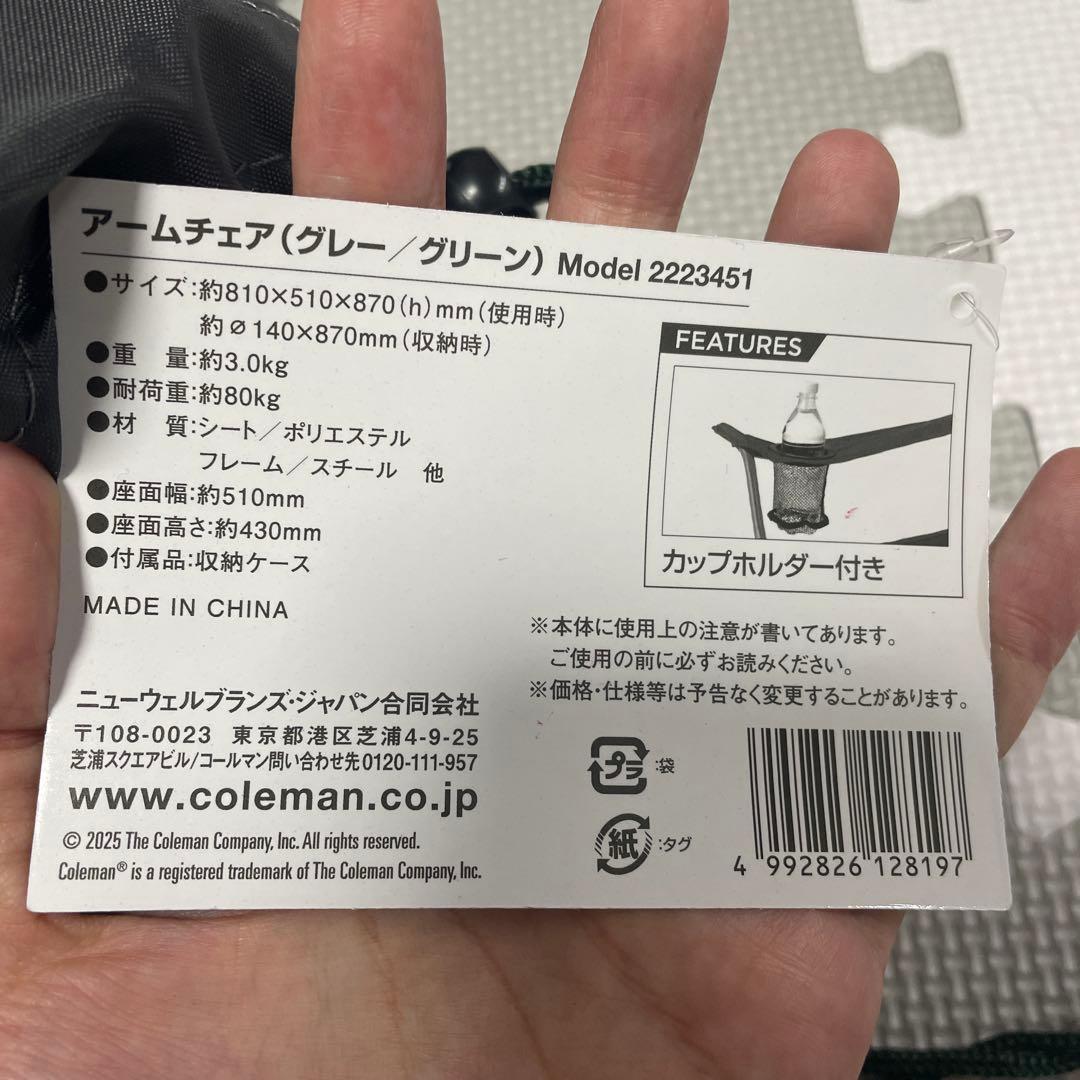 アームチェア（グレー／グリーン）Model 2223451
●サイズ：約810×510×870（h）mm（使用時）
約⌀140×870mm（収納時）
●重　量：約3.0kg
●耐荷重：約80kg
●材　質：シート／ポリエステル
フレーム／スチール　他
●座面幅：約510mm
●座面高さ：約430mm
●付属品：収納ケース
MADE IN CHINA
FEATURES
カップホルダー付き
※本体に使用上の注意が書いてあります。
ご使用の前に必ずお読みください。
※価格・仕様等は予告なく変更することがあります。
ニューウェルブランズ・ジャパン合同会社
〒108-0023　東京都港区芝浦4-9-25
芝浦スクエアビル/コールマン問い合わせ先0120-111-957
www.coleman.co.jp
© 2025 The Coleman Company, Inc. All rights reserved.
Coleman® is a registered trademark of The Coleman Company, Inc.
プラ：袋
紙：タグ
4 992826 128197